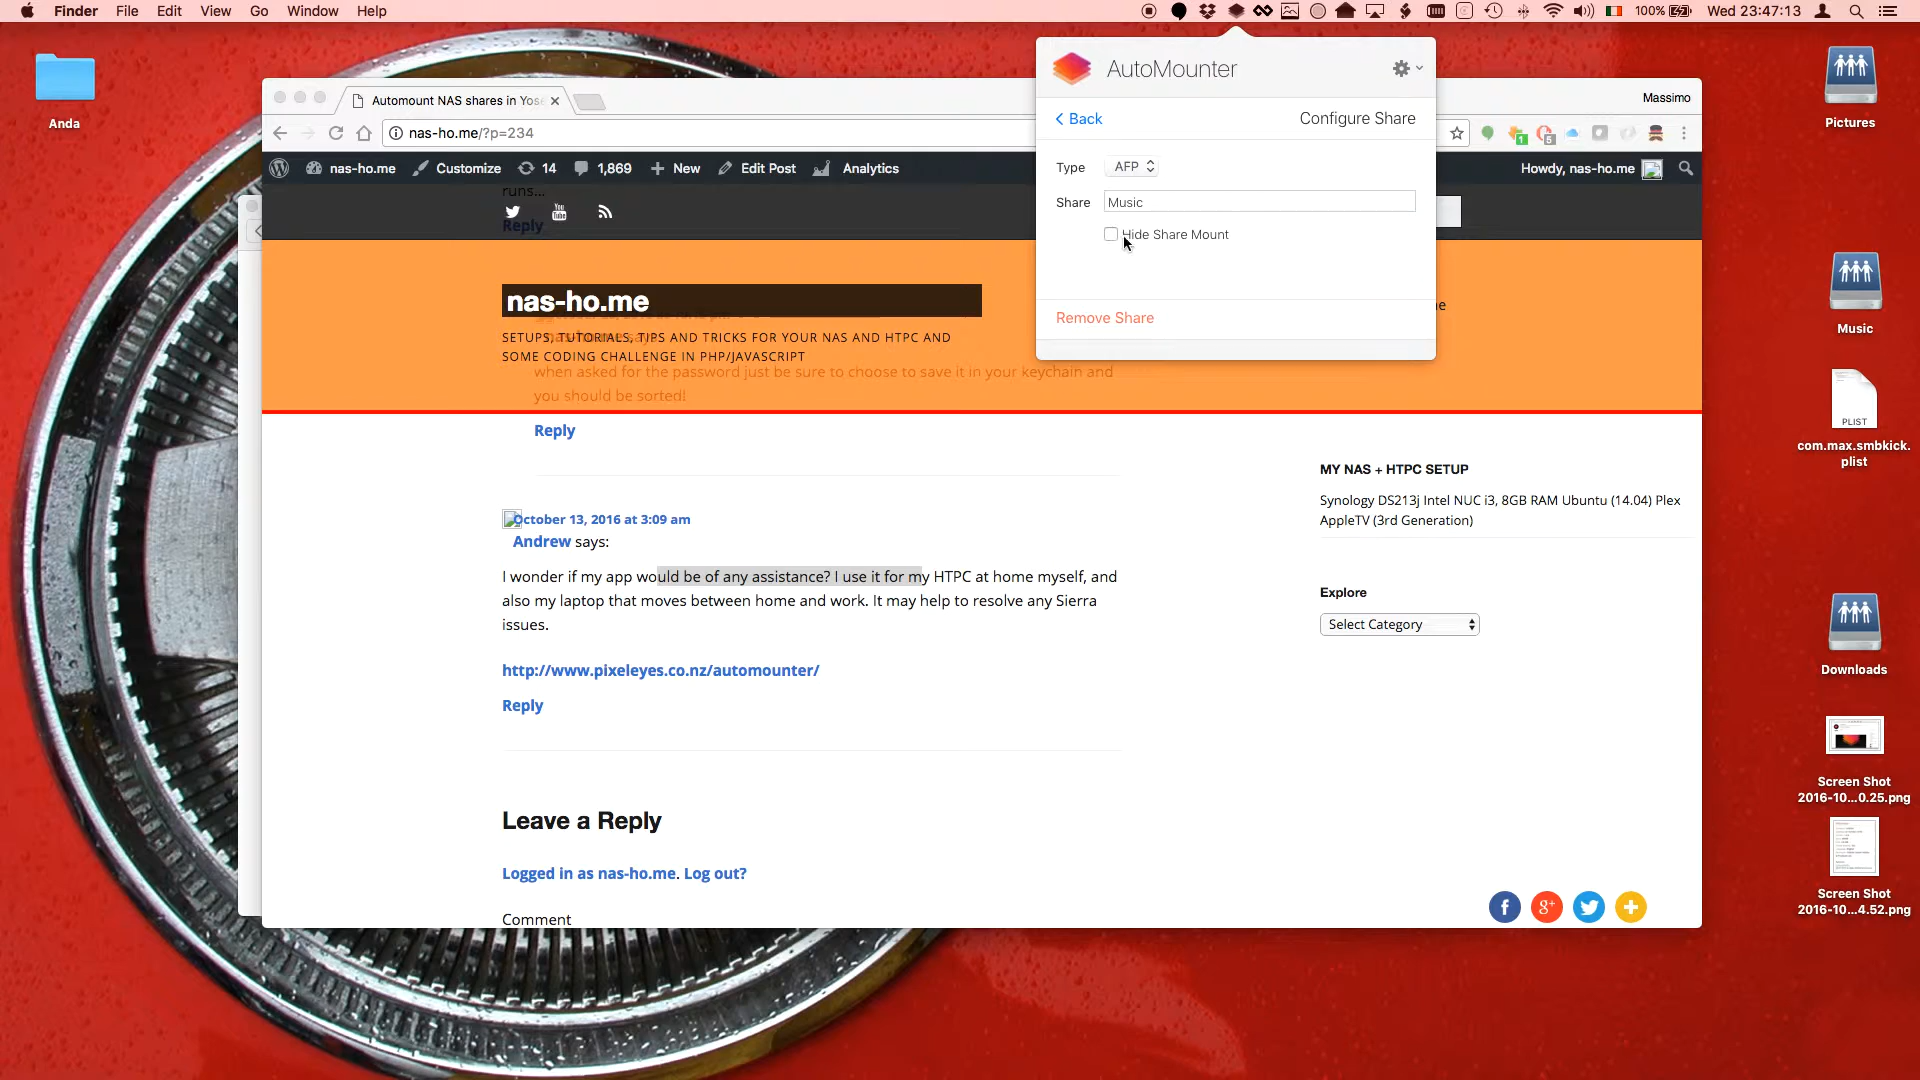 Finder File Edit View Go Window Help
100% Wed 23:47:13
Anda
Automount NAS shares in Yose
Massimo
nas-ho.me/?p=234
nas-ho.me Customize 14 1,869 New Edit Post Analytics
Howdy, nas-ho.me
runs...
You
Tube
Reply
nas-ho.me
SETUPS, TUTORIALS, TIPS AND TRICKS FOR YOUR NAS AND HTPC AND
SOME CODING CHALLENGE IN PHP/JAVASCRIPT
when asked for the password just be sure to choose to save it in your keychain and
you should be sorted!
Reply
October 13, 2016 at 3:09 am
Andrew says:
I wonder if my app would be of any assistance? I use it for my HTPC at home myself, and
also my laptop that moves between home and work. It may help to resolve any Sierra
issues.
http://www.pixeleyes.co.nz/automounter/
Reply
Leave a Reply
Logged in as nas-ho.me. Log out?
Comment
AutoMounter
Back
Configure Share
Type AFP
Share Music
Hide Share Mount
Remove Share
MY NAS + HTPC SETUP
Synology DS213j Intel NUC i3, 8GB RAM Ubuntu (14.04) Plex
AppleTV (3rd Generation)
Explore
Select Category
Pictures
Music
PLIST
com.max.smbkick.
plist
Downloads
Screen Shot
2016-10...0.25.png
Screen Shot
2016-10...4.52.png